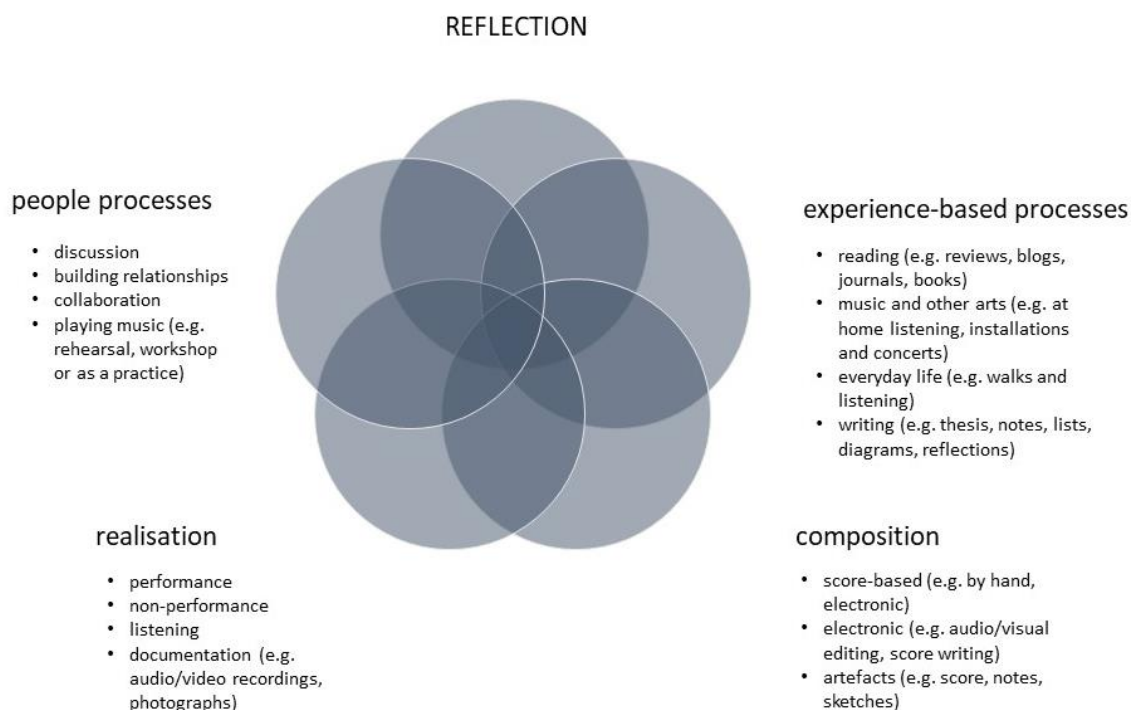 REFLECTION
people processes
• discussion
• building relationships
• collaboration
• playing music (e.g.
rehearsal, workshop
or as a practice)
experience-based processes
• reading (e.g. reviews, blogs,
journals, books)
• music and other arts (e.g. at
home listening, installations
and concerts)
• everyday life (e.g. walks and
listening)
• writing (e.g. thesis, notes, lists,
diagrams, reflections)
realisation
• performance
• non-performance
• listening
• documentation (e.g.
audio/video recordings,
photographs)
composition
• score-based (e.g. by hand,
electronic)
• electronic (e.g. audio/visual
editing, score writing)
• artefacts (e.g. score, notes,
sketches)